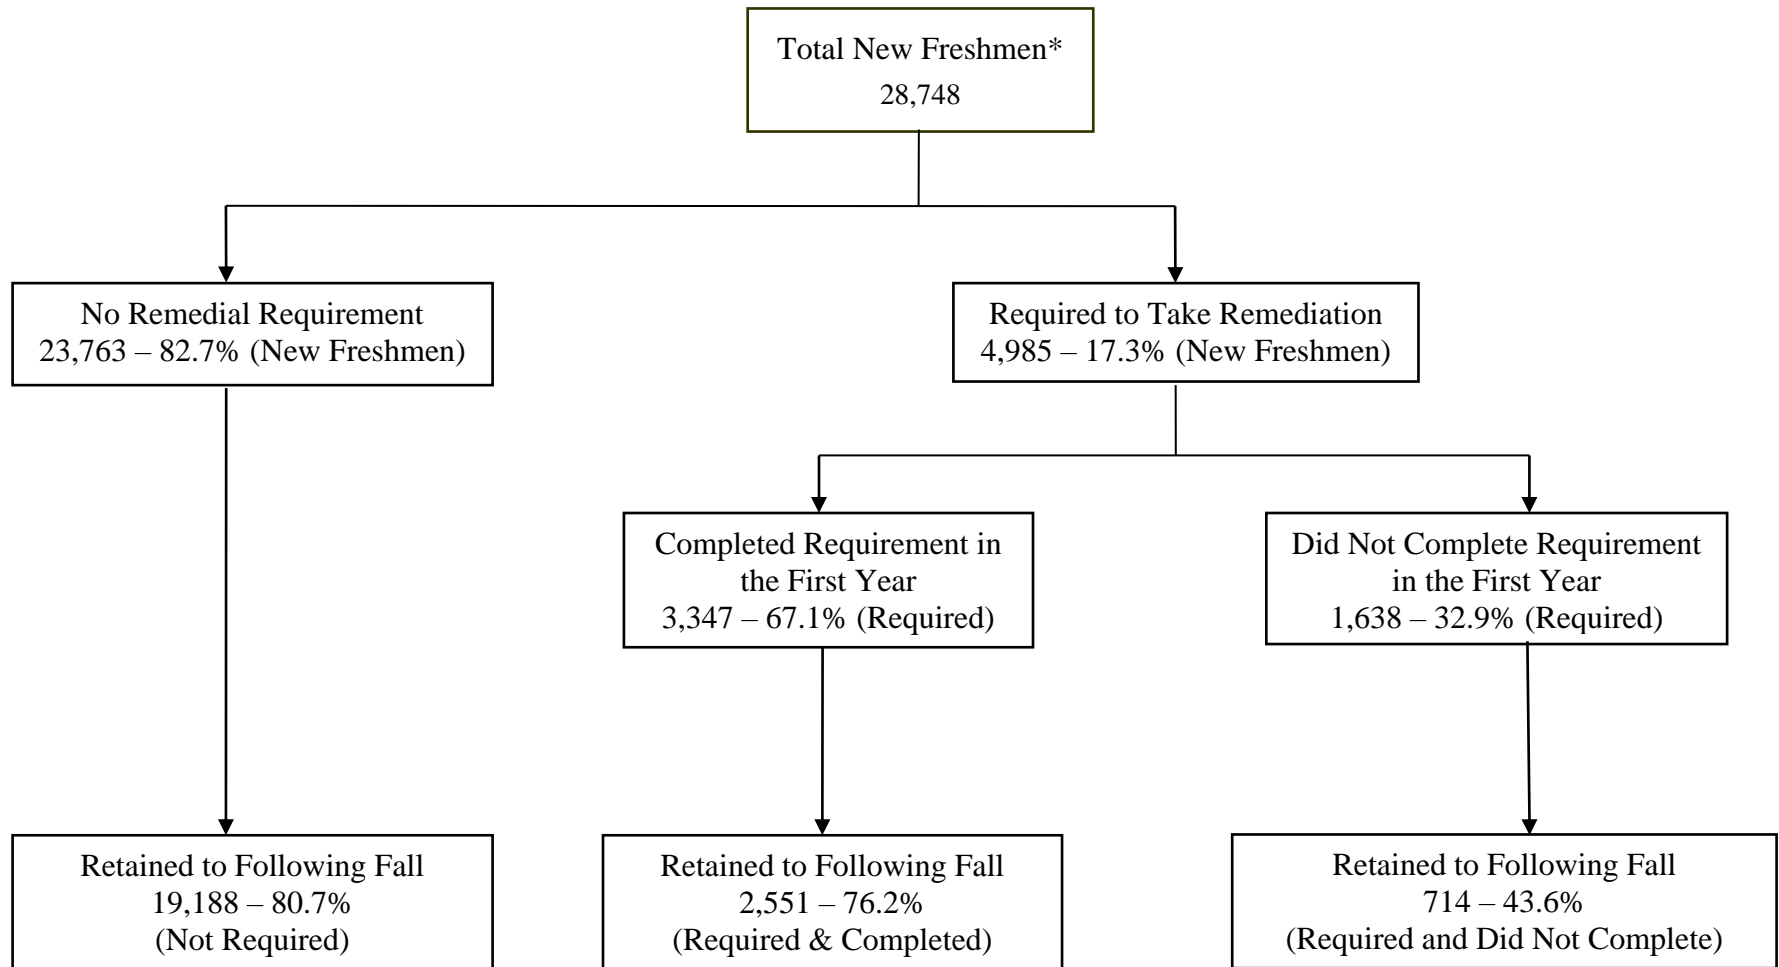 Total New Freshmen*
28,748
No Remedial Requirement
23,763 – 82.7% (New Freshmen)
Required to Take Remediation
4,985 – 17.3% (New Freshmen)
Completed Requirement in
the First Year
3,347 – 67.1% (Required)
Did Not Complete Requirement
in the First Year
1,638 – 32.9% (Required)
Retained to Following Fall
19,188 – 80.7%
(Not Required)
Retained to Following Fall
2,551 – 76.2%
(Required & Completed)
Retained to Following Fall
714 – 43.6%
(Required and Did Not Complete)